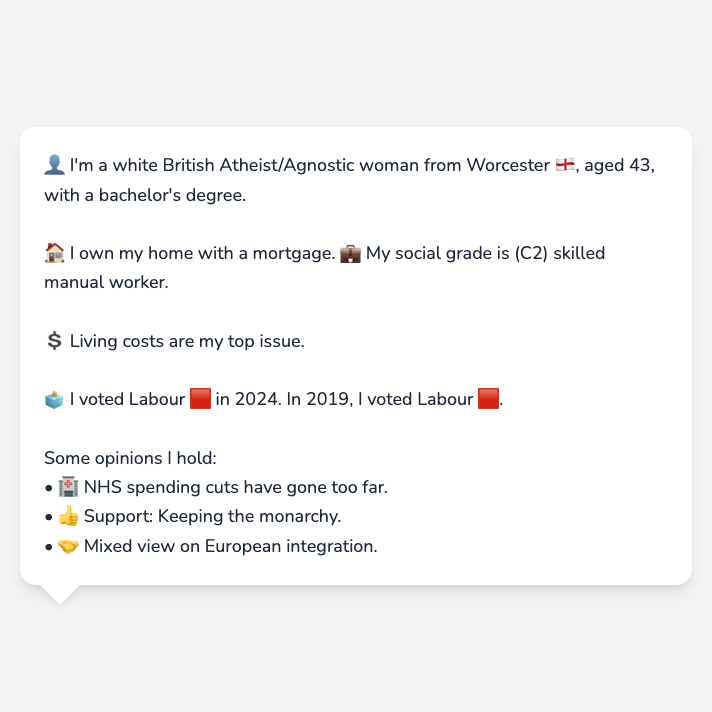 👤 I'm a white British Atheist/Agnostic woman from Worcester 🏴󠁧󠁢󠁥󠁮󠁧󠁿, aged 43,
with a bachelor's degree.
🏠 I own my home with a mortgage. 💼 My social grade is (C2) skilled
manual worker.
💲 Living costs are my top issue.
🗳️ I voted Labour 🟥 in 2024. In 2019, I voted Labour 🟥.
Some opinions I hold:
• 🏥 NHS spending cuts have gone too far.
• 👍 Support: Keeping the monarchy.
• 🤝 Mixed view on European integration.